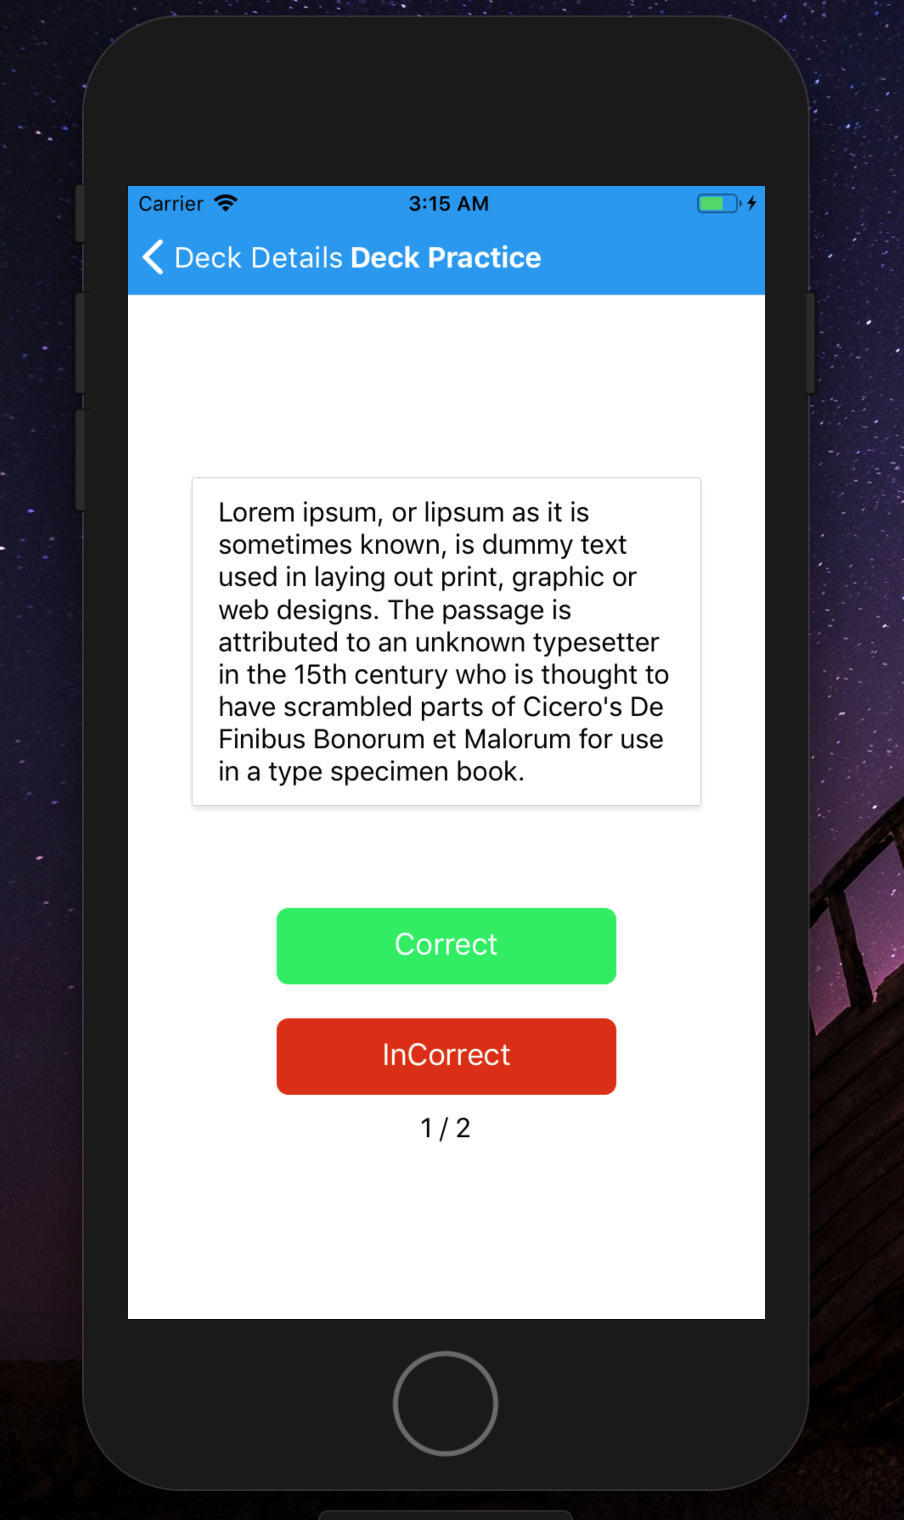 Carrier 3:15 AM
Deck Details Deck Practice
Lorem ipsum, or lipsum as it is
sometimes known, is dummy text
used in laying out print, graphic or
web designs. The passage is
attributed to an unknown typesetter
in the 15th century who is thought to
have scrambled parts of Cicero's De
Finibus Bonorum et Malorum for use
in a type specimen book.
Correct
InCorrect
1 / 2